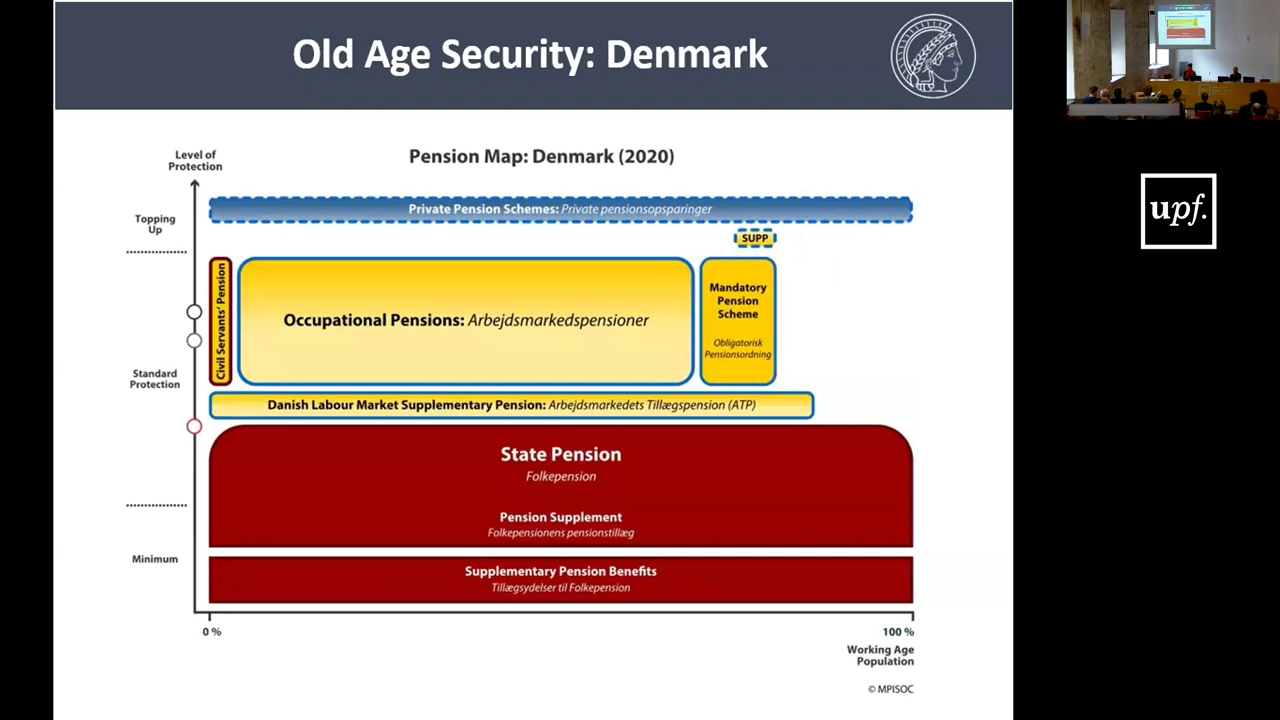 Old Age Security: Denmark
Pension Map: Denmark (2020)
Level of
Protection
Topping
Up
Private Pension Schemes: Private pensionsopsparinger
SUPP
Civil Servants' Pension
Occupational Pensions: Arbejdsmarkedspensioner
Mandatory
Pension
Scheme
Obligatorisk
Pensionsordning
Standard
Protection
Danish Labour Market Supplementary Pension: Arbejdsmarkedets Tillægspension (ATP)
State Pension
Folkepension
Pension Supplement
Folkepensionens pensionstillæg
Minimum
Supplementary Pension Benefits
Tillægsydelser til Folkepension
0 %
100 %
Working Age
Population
© MPISOC
upf.